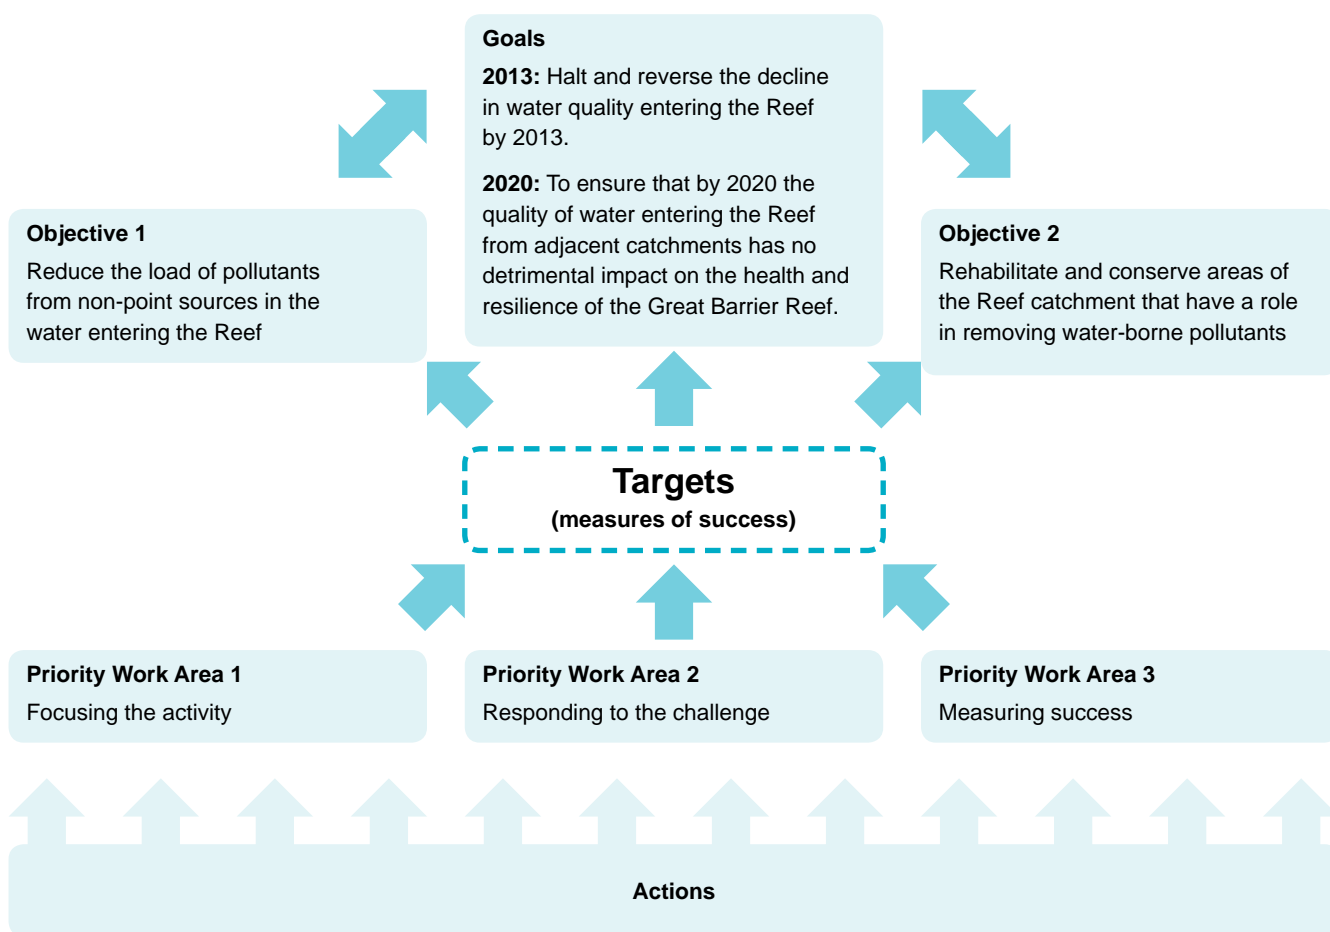 Goals
2013: Halt and reverse the decline
in water quality entering the Reef
by 2013.
2020: To ensure that by 2020 the
quality of water entering the Reef
from adjacent catchments has no
detrimental impact on the health and
resilience of the Great Barrier Reef.
Objective 1
Reduce the load of pollutants
from non-point sources in the
water entering the Reef
Objective 2
Rehabilitate and conserve areas of
the Reef catchment that have a role
in removing water-borne pollutants
Targets
(measures of success)
Priority Work Area 1
Focusing the activity
Priority Work Area 2
Responding to the challenge
Priority Work Area 3
Measuring success
Actions